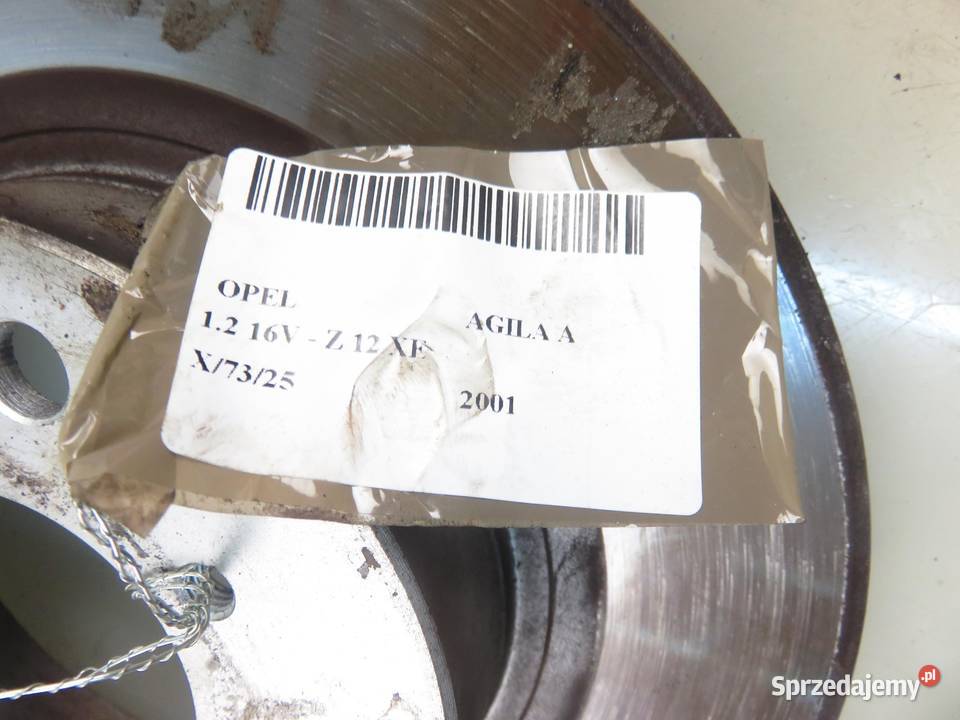 OPEL AGILA A
1.2 16V - Z 12 XE
X/73/25 2001
Sprzedajemy.pl